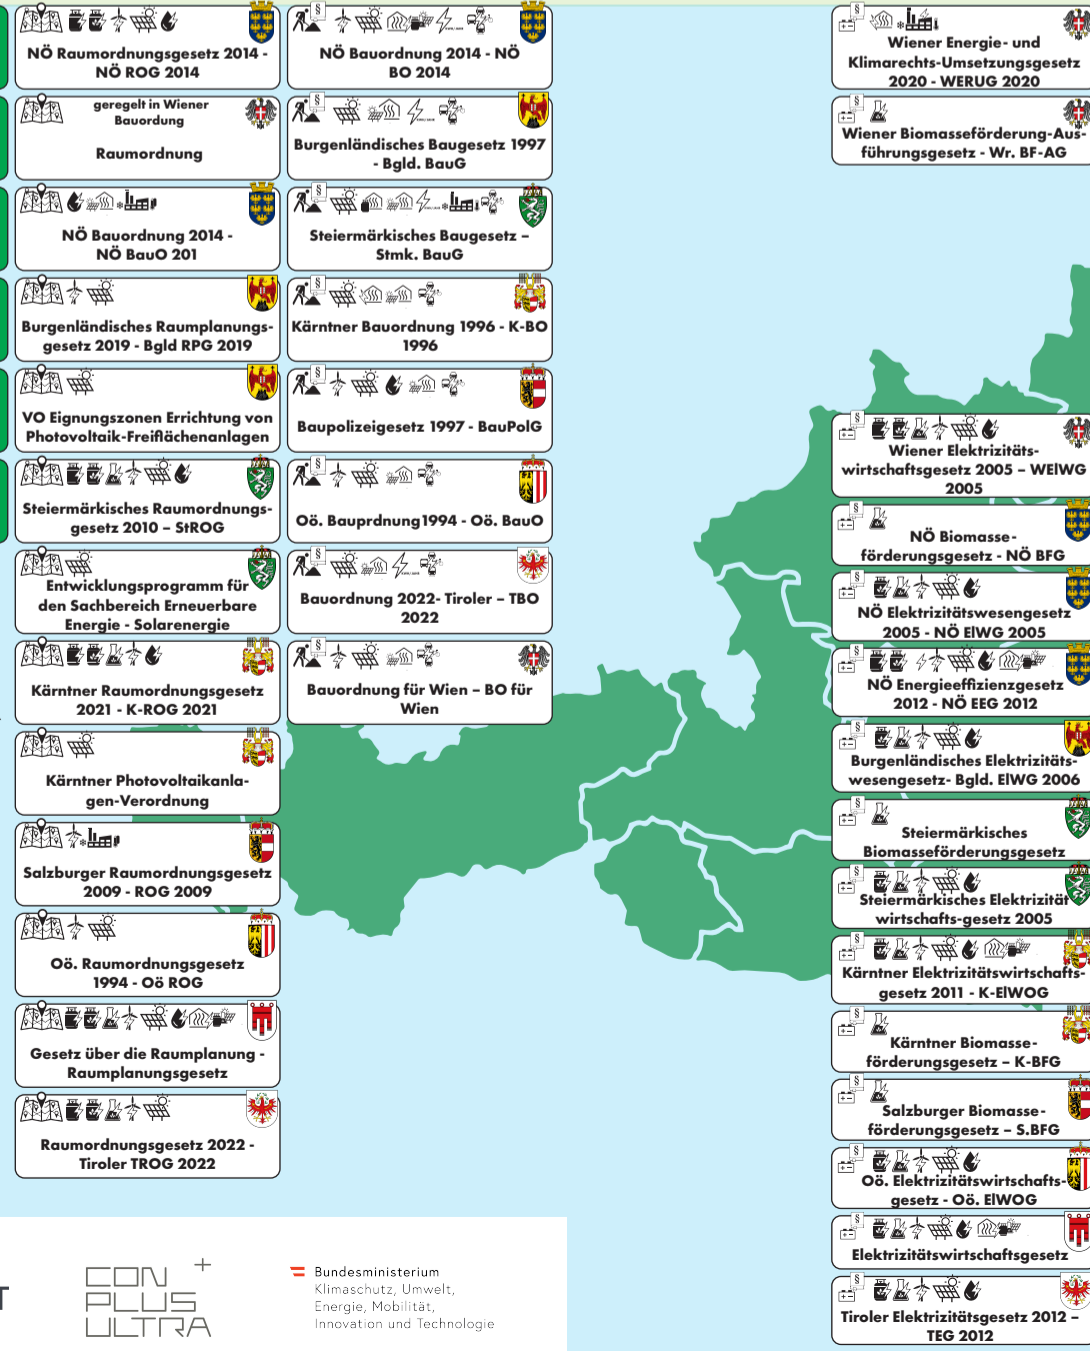 NÖ Raumordnungsgesetz 2014 -
NÖ ROG 2014
geregelt in Wiener
Bauordung
Raumordnung
NÖ Bauordnung 2014 -
NÖ BauO 201
Burgenländisches Raumplanungs-
gesetz 2019 - Bgld RPG 2019
VO Eignungszonen Errichtung von
Photovoltaik-Freiflächenanlagen
Steiermärkisches Raumordnungs-
gesetz 2010 – StROG
Entwicklungsprogramm für
den Sachbereich Erneuerbare
Energie - Solarenergie
Kärntner Raumordnungsgesetz
2021 - K-ROG 2021
Kärntner Photovoltaikanla-
gen-Verordnung
Salzburger Raumordnungsgesetz
2009 - ROG 2009
Oö. Raumordnungsgesetz
1994 - Oö ROG
Gesetz über die Raumplanung -
Raumplanungsgesetz
Raumordnungsgesetz 2022 -
Tiroler TROG 2022
§
NÖ Bauordnung 2014 - NÖ
BO 2014
§
Burgenländisches Baugesetz 1997
- Bgld. BauG
§
Steiermärkisches Baugesetz –
Stmk. BauG
§
Kärntner Bauordnung 1996 - K-BO
1996
§
Baupolizeigesetz 1997 - BauPolG
§
Oö. Bauprdnung1994 - Oö. BauO
§
Bauordnung 2022- Tiroler – TBO
2022
§
Bauordnung für Wien – BO für
Wien
§
Wiener Energie- und
Klimarechts-Umsetzungsgesetz
2020 - WERUG 2020
§
Wiener Biomasseförderung-Aus-
führungsgesetz - Wr. BF-AG
§
Wiener Elektrizitäts-
wirtschaftsgesetz 2005 – WElWG
2005
§
NÖ Biomasse-
förderungsgesetz - NÖ BFG
§
NÖ Elektrizitätswesengesetz
2005 - NÖ ElWG 2005
§
NÖ Energieeffizienzgesetz
2012 - NÖ EEG 2012
§
Burgenländisches Elektrizitäts-
wesengesetz- Bgld. ElWG 2006
§
Steiermärkisches
Biomasseförderungsgesetz
§
Steiermärkisches Elektrizität
wirtschafts-gesetz 2005
§
Kärntner Elektrizitätswirtschafts-
gesetz 2011 - K-ElWOG
§
Kärntner Biomasse-
förderungsgesetz – K-BFG
§
Salzburger Biomasse-
förderungsgesetz – S.BFG
§
Oö. Elektrizitätswirtschafts-
gesetz - Oö. ElWOG
§
Elektrizitätswirtschaftsgesetz
§
Tiroler Elektrizitätsgesetz 2012 –
TEG 2012
T
CON
PLUS
ULTRA
+
Bundesministerium
Klimaschutz, Umwelt,
Energie, Mobilität,
Innovation und Technologie